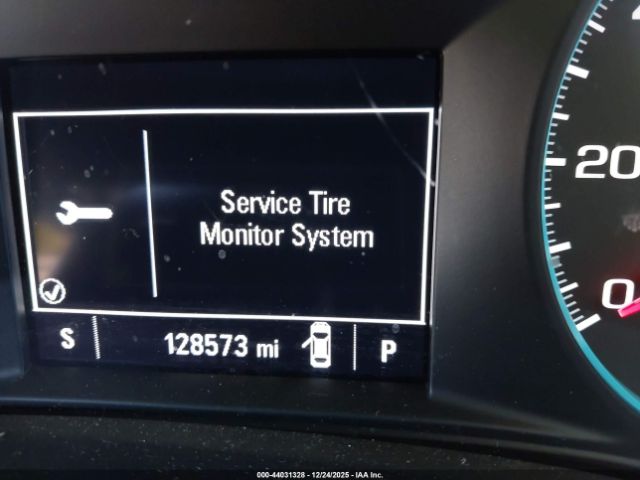 Service Tire
Monitor System
S 128573 mi P
20
0
000-44031328 - 12/24/2025 - IAA Inc.